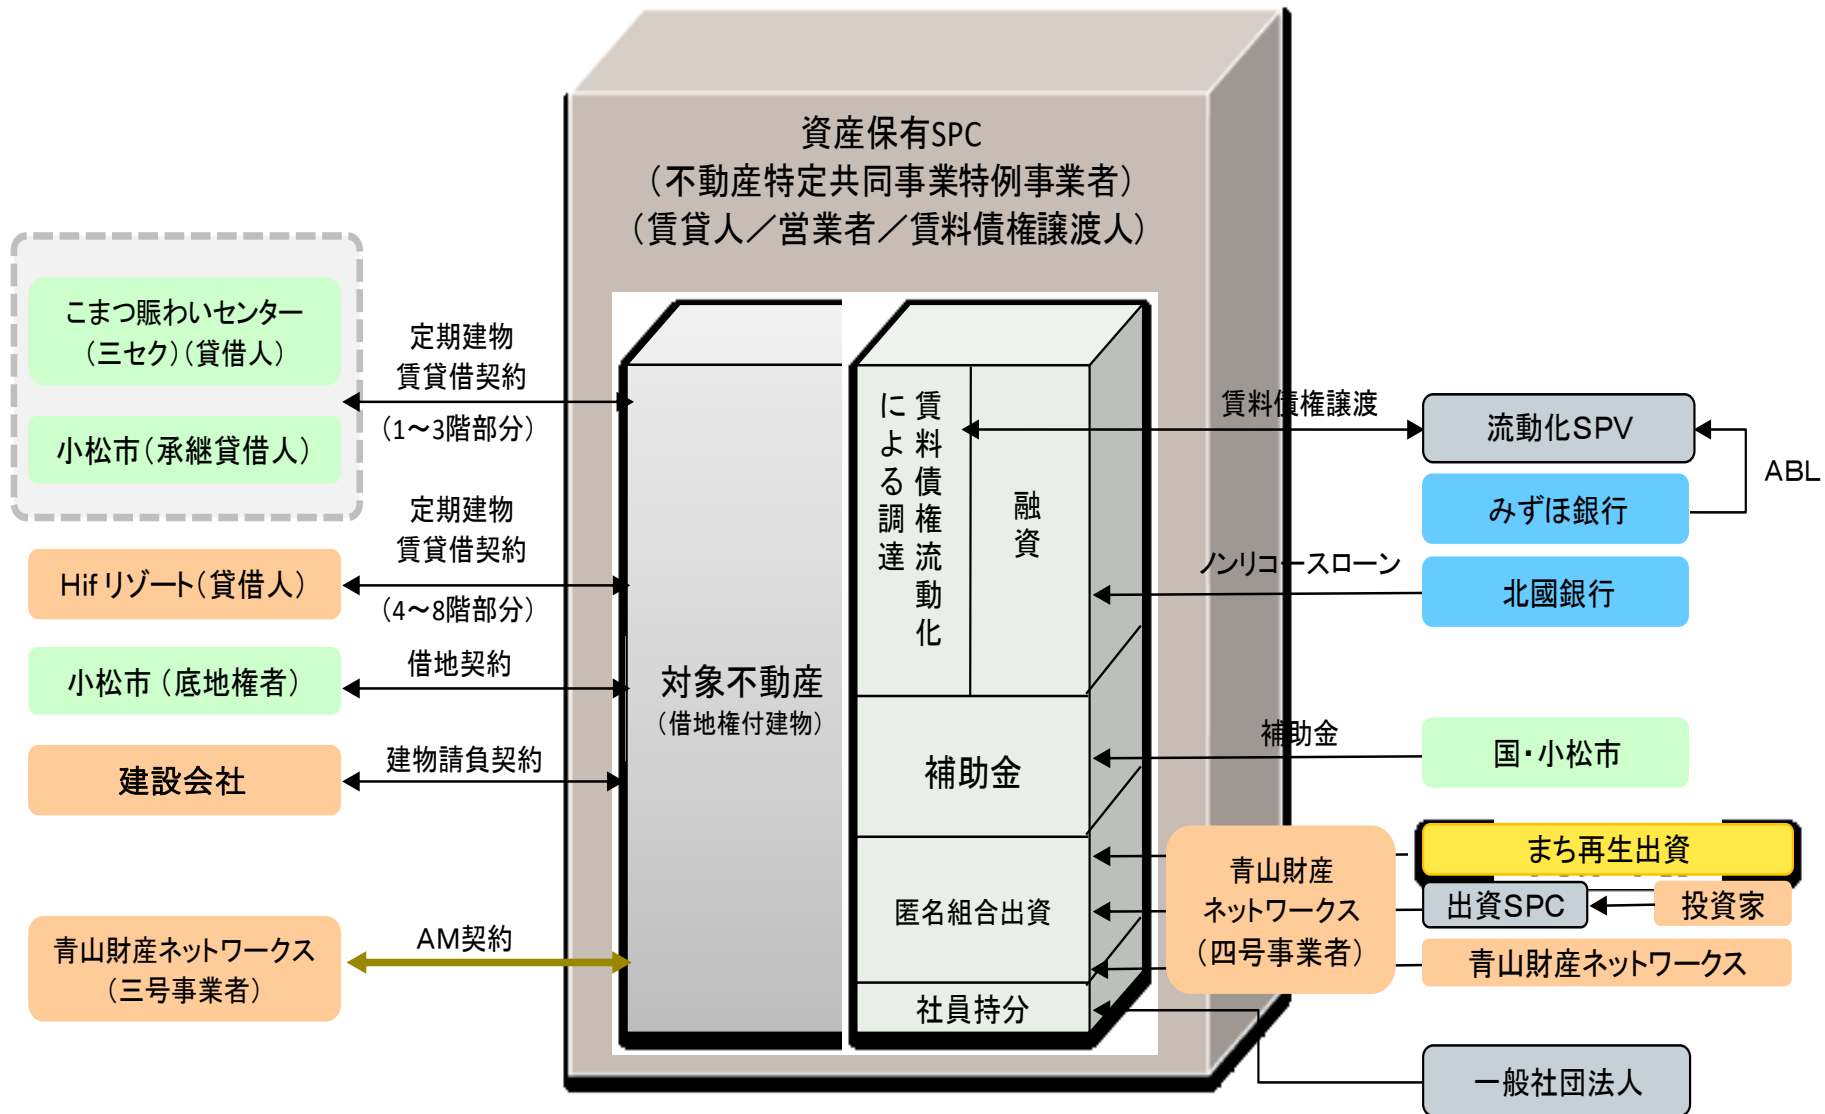 資産保有SPC
（不動産特定共同事業特例事業者）
（賃貸人／営業者／賃料債権譲渡人）
こまつ賑わいセンター
（三セク）（賃借人）
小松市（承継賃借人）
定期建物
賃貸借契約
（1～3階部分）
定期建物
賃貸借契約
（4～8階部分）
Hif リゾート（賃借人）
借地契約
小松市（底地権者）
建物請負契約
建設会社
AM契約
青山財産ネットワークス
（三号事業者）
対象不動産
（借地権付建物）
賃料債権流動化
による調達
融資
補助金
匿名組合出資
社員持分
賃料債権譲渡
流動化SPV
ABL
みずほ銀行
ノンリコースローン
北國銀行
補助金
国・小松市
青山財産
ネットワークス
（四号事業者）
まち再生出資
出資SPC
投資家
青山財産ネットワークス
一般社団法人